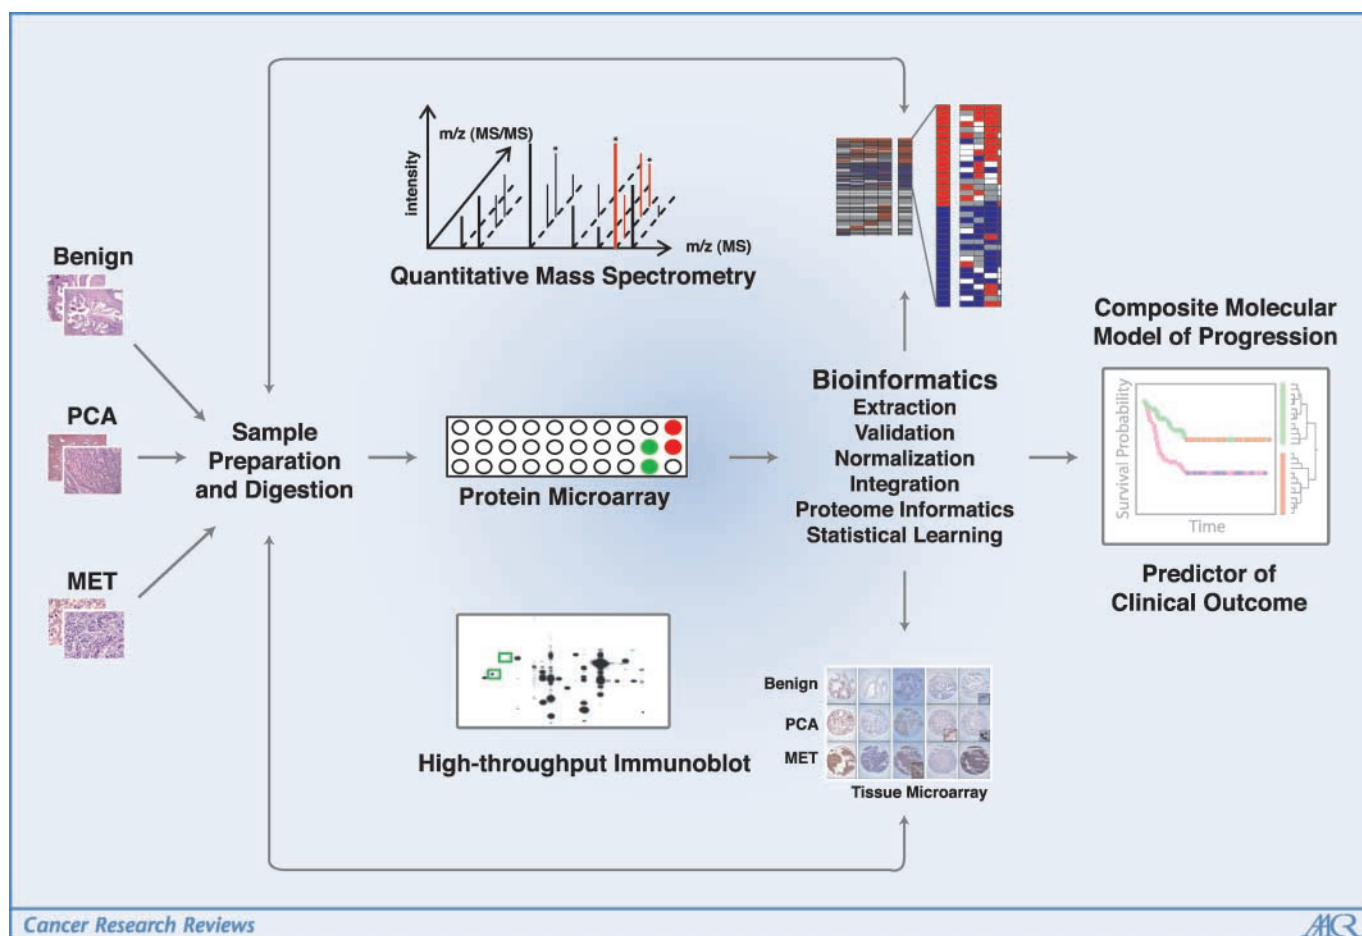 m/z (MS/MS)
intensity
m/z (MS)
Quantitative Mass Spectrometry
Benign
PCA
MET
Sample
Preparation
and Digestion
Protein Microarray
High-throughput Immunoblot
Bioinformatics
Extraction
Validation
Normalization
Integration
Proteome Informatics
Statistical Learning
Benign
PCA
MET
Tissue Microarray
Composite Molecular
Model of Progression
Survival Probability
Time
Predictor of
Clinical Outcome
Cancer Research Reviews
AACR